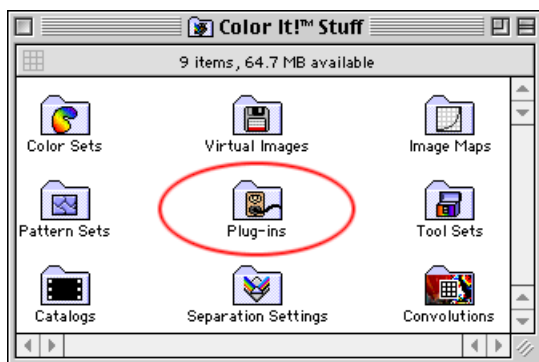 Color It!™ Stuff
9 items, 64.7 MB available
Color Sets
Virtual Images
Image Maps
Pattern Sets
Plug-ins
Tool Sets
Catalogs
Separation Settings
Convolutions